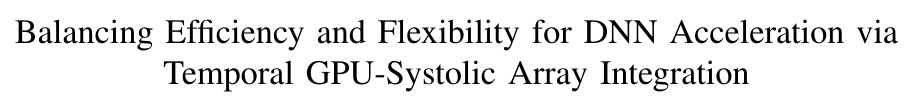 Balancing Efficiency and Flexibility for DNN Acceleration via
Temporal GPU-Systolic Array Integration